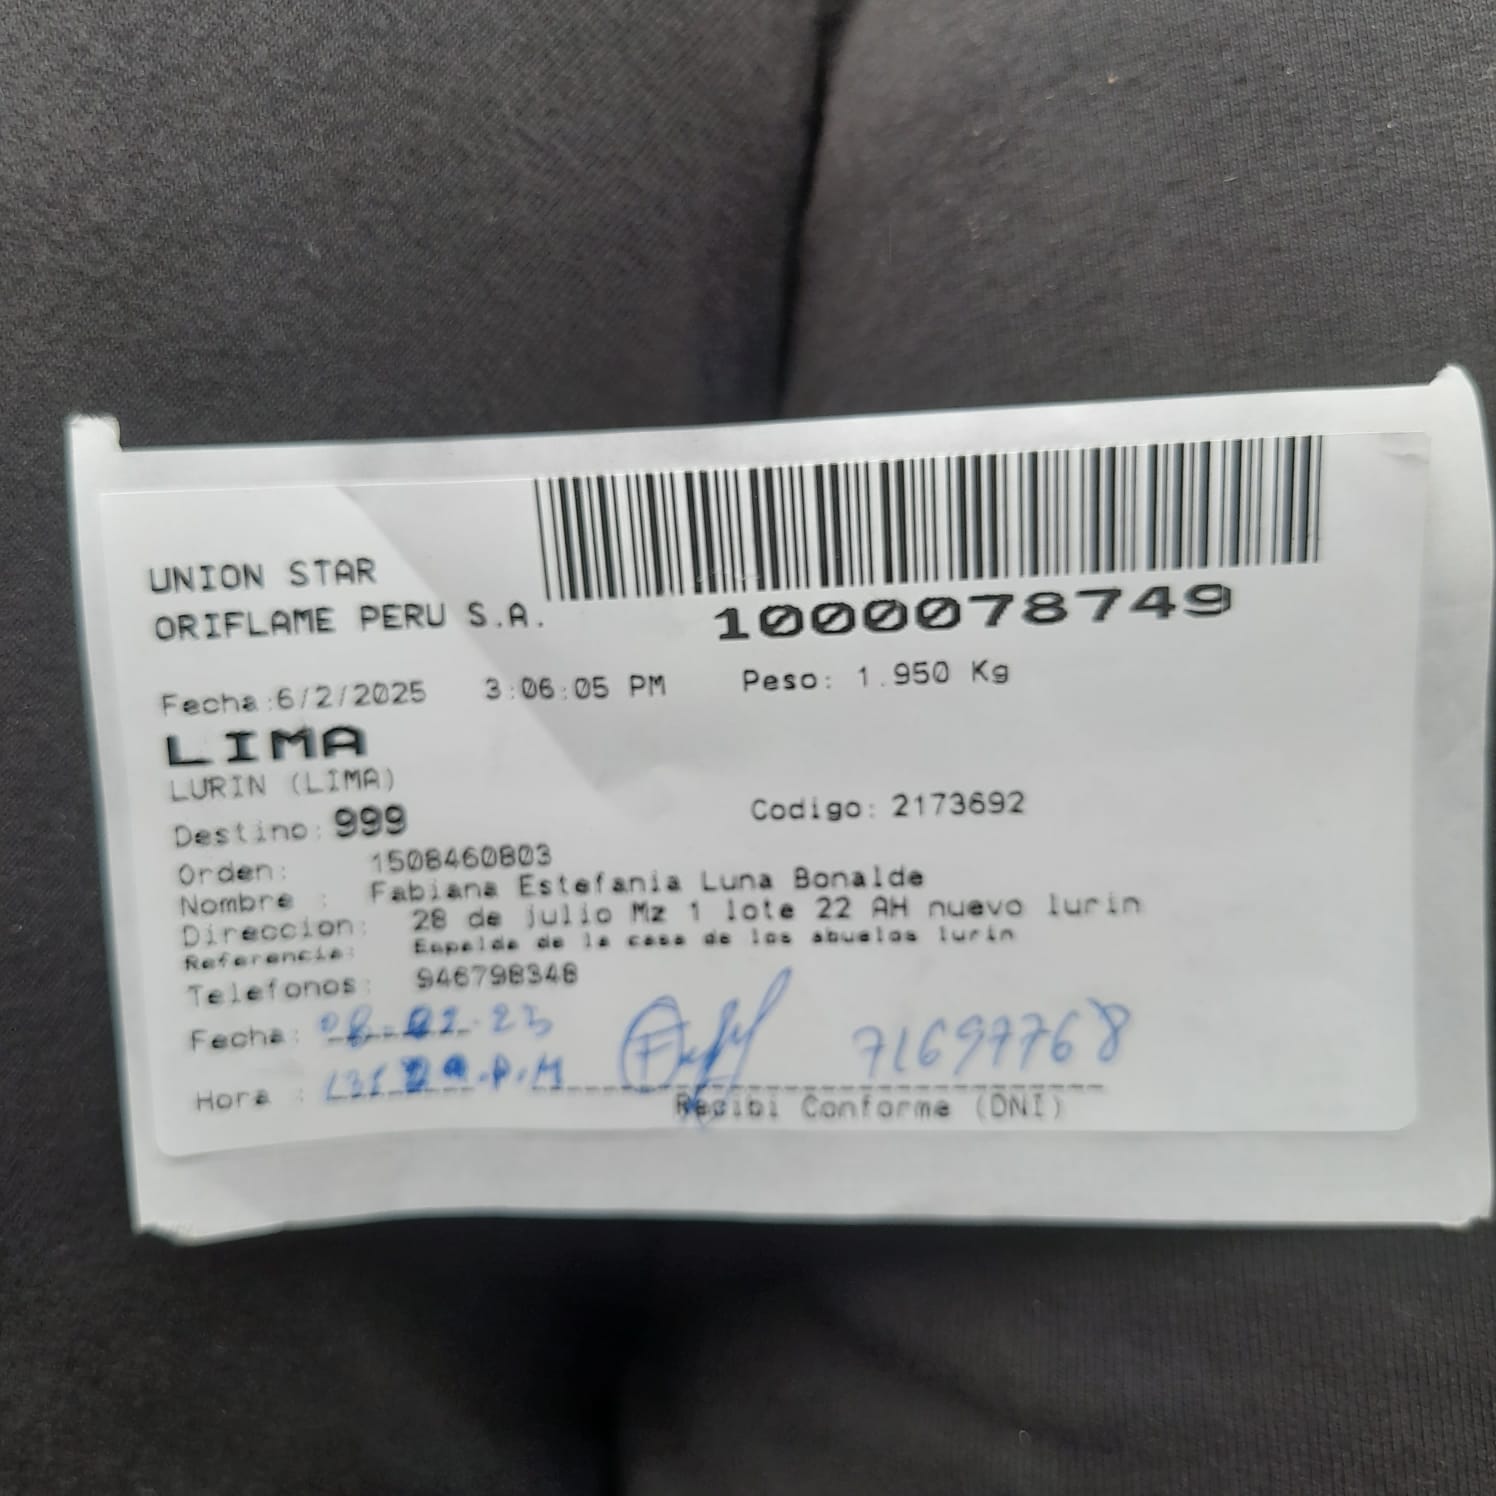 UNION STAR
ORIFLAME PERU S.A.
1000078749
Fecha:6/2/2025 3:06:05 PM Peso: 1.950 Kg
LIMA
LURIN (LIMA)
Destino: 999 Codigo: 2173692
Orden: 1508460803
Nombre : Fabiana Estefania Luna Bonalde
Direccion: 28 de julio Mz 1 lote 22 AH nuevo lurin
Referencia: Espalda de la casa de los abuelos lurin
Telefonos: 946798348
Fecha:
Hora : P.M
71697768
Recibi Conforme (DNI)